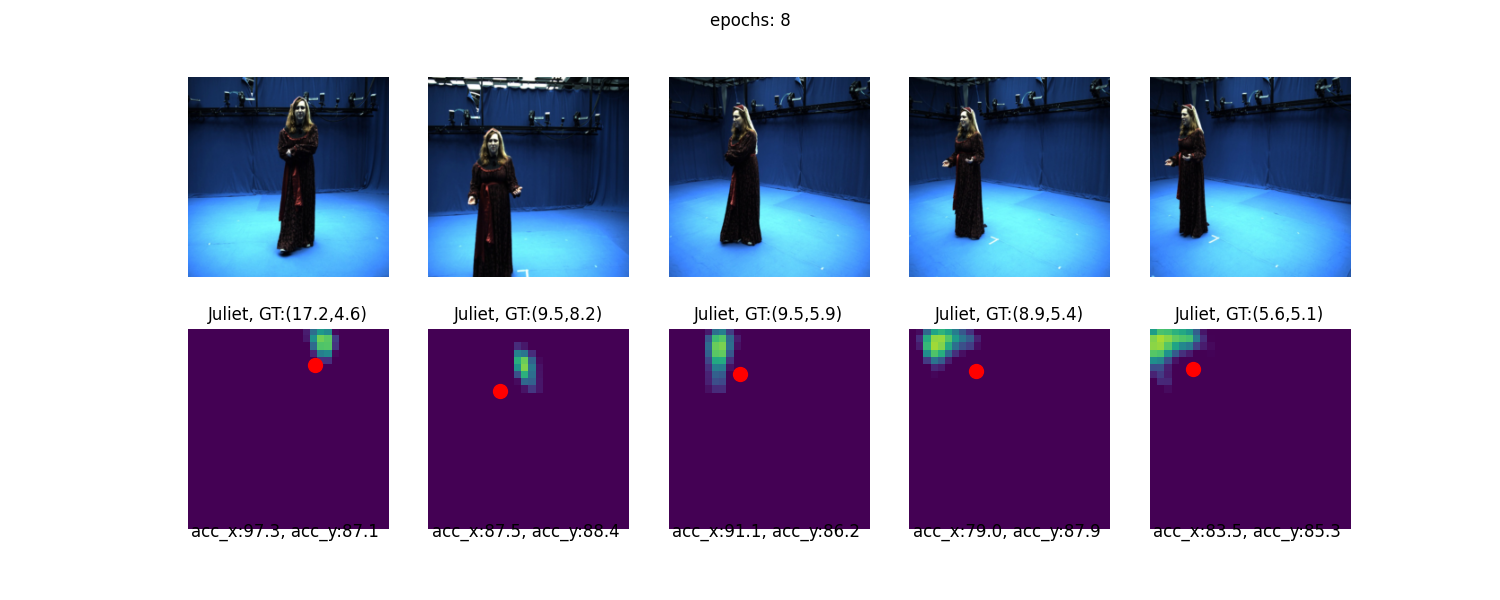 epochs: 8
Juliet, GT:(17.2,4.6)
Juliet, GT:(9.5,8.2)
Juliet, GT:(9.5,5.9)
Juliet, GT:(8.9,5.4)
Juliet, GT:(5.6,5.1)
acc_x:97.3, acc_y:87.1
acc_x:87.5, acc_y:88.4
acc_x:91.1, acc_y:86.2
acc_x:79.0, acc_y:87.9
acc_x:83.5, acc_y:85.3